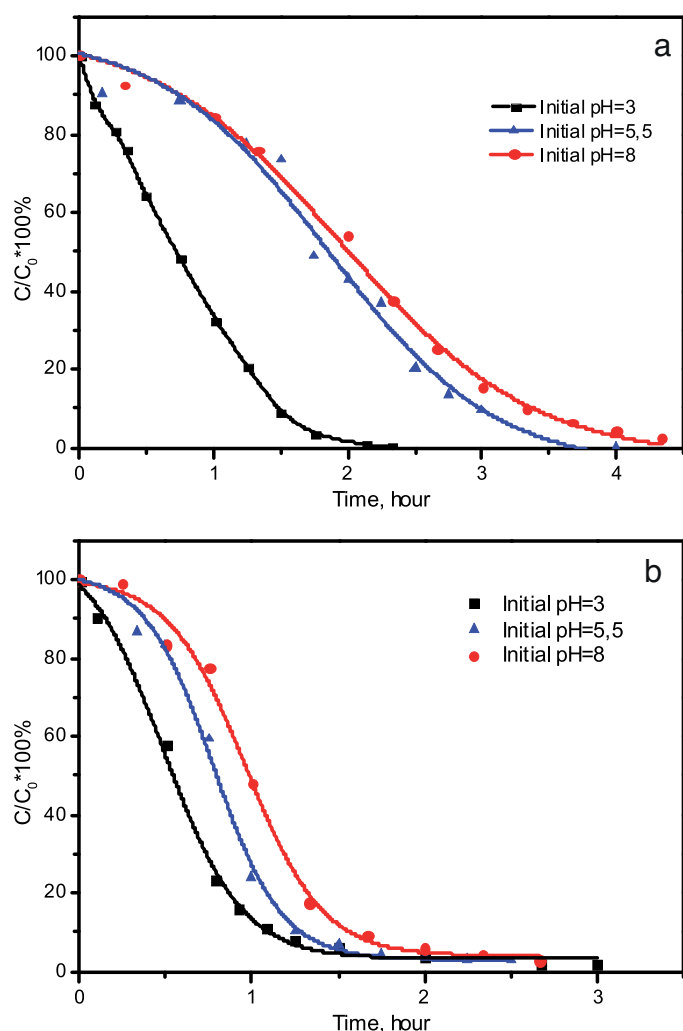 a
100
80
60
40
20
0
C/C0*100%
Initial pH=3
Initial pH=5,5
Initial pH=8
0 1 2 3 4
Time, hour
b
100
80
60
40
20
0
C/C0*100%
Initial pH=3
Initial pH=5,5
Initial pH=8
0 1 2 3
Time, hour